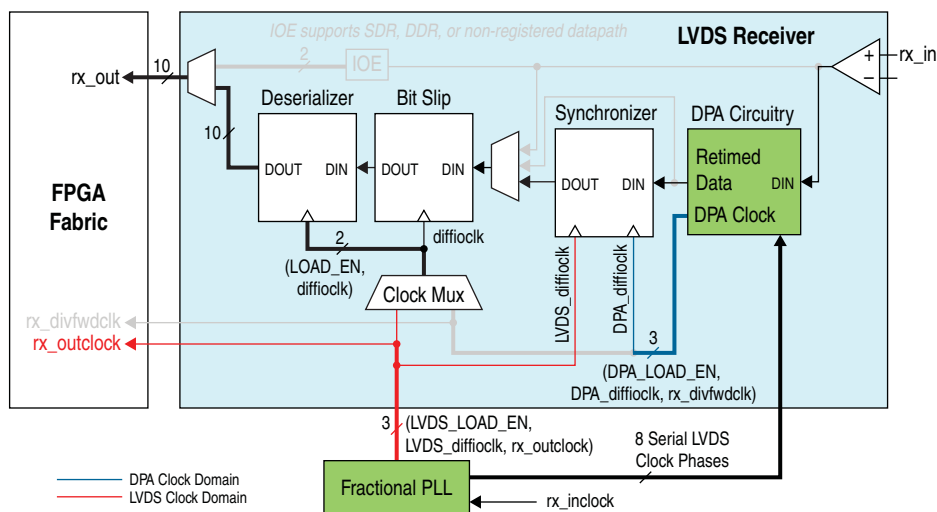 IOE supports SDR, DDR, or non-registered datapath
LVDS Receiver
rx_in
+
−
2
IOE
rx_out
10
Deserializer
Bit Slip
Synchronizer
DPA Circuitry
10
DOUT
DIN
DOUT
DIN
DOUT
DIN
Retimed
Data
DIN
DPA Clock
FPGA
Fabric
2
(LOAD_EN,
diffioclk)
diffioclk
LVDS_diffioclk
DPA_diffioclk
Clock Mux
rx_divfwdclk
rx_outclock
3
(DPA_LOAD_EN,
DPA_diffioclk, rx_divfwdclk)
3
(LVDS_LOAD_EN,
LVDS_diffioclk, rx_outclock)
8 Serial LVDS
Clock Phases
Fractional PLL
rx_inclock
DPA Clock Domain
LVDS Clock Domain